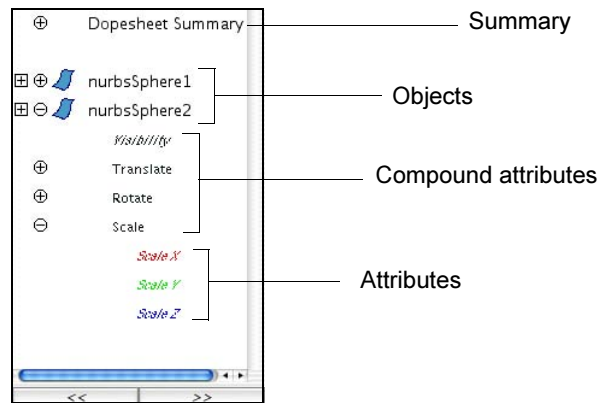 Dopesheet Summary
Summary
nurbsSphere1
nurbsSphere2
Objects
Visibility
Translate
Rotate
Scale
Compound attributes
Scale X
Scale Y
Scale Z
Attributes
<< >>